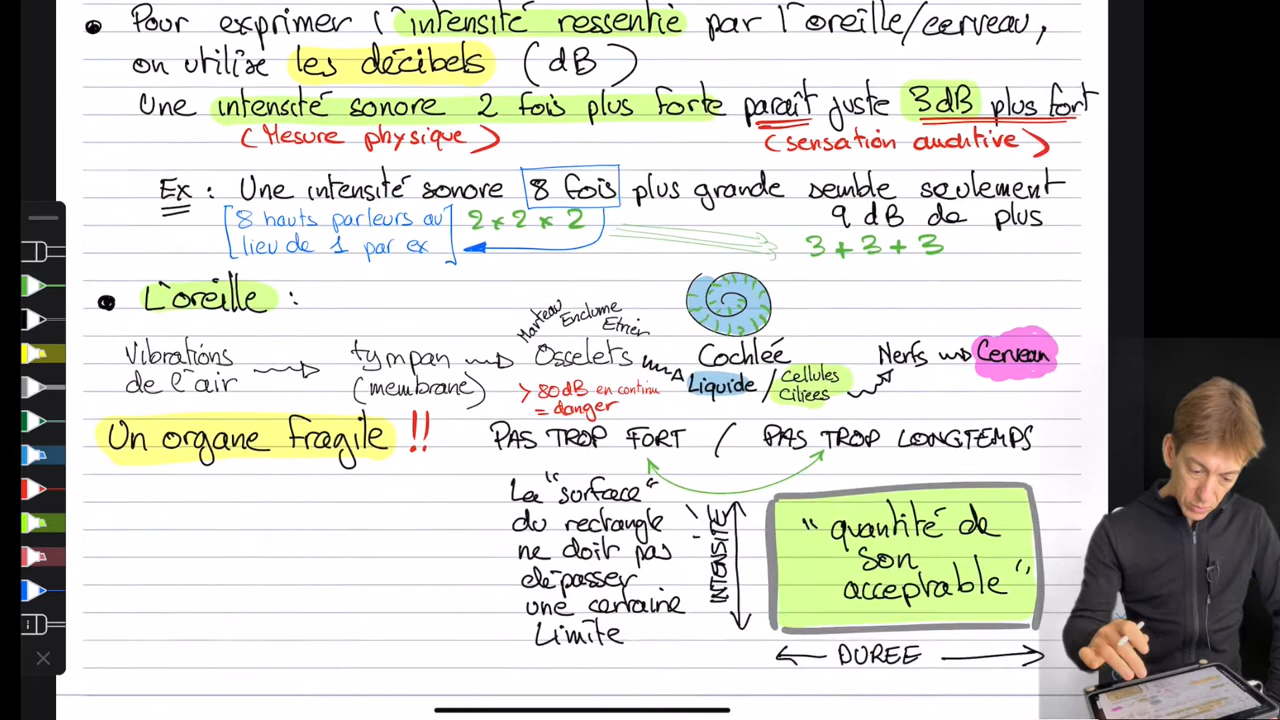 • Pour exprimer l'intensité ressentie par l'oreille/cerveau,
on utilise les décibels (dB)
Une intensité sonore 2 fois plus forte paraît juste 3dB plus fort
(Mesure physique) (sensation auditive)
Ex : Une intensité sonore 8 fois plus grande semble seulement
9 dB de plus
[8 hauts parleurs au
lieu de 1 par ex]
2 × 2 × 2
3 + 3 + 3
• L'oreille :
Marteau Enclume Etrier
Vibrations
de l'air
tympan
(membrane)
Osselets
Cochlée
Liquide / Cellules
Ciliées
Nerfs
Cerveau
> 80dB en continu
= danger
Un organe fragile !!
PAS TROP FORT / PAS TROP LONGTEMPS
La "surface"
du rectangle
ne doit pas
dépasser
une certaine
Limite
INTENSITÉ
"quantité de
son
acceptable"
DUREE